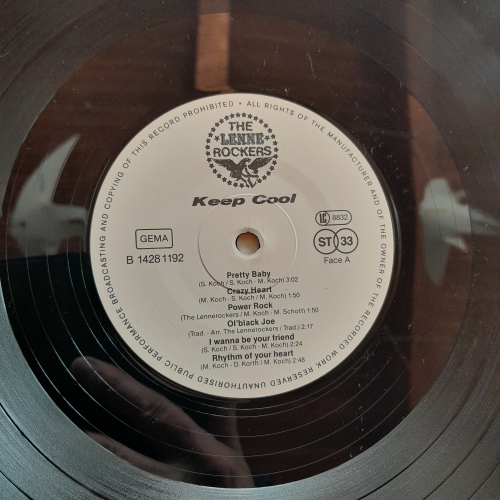 PUBLIC PERFORMANCE BROADCASTING AND COPYING OF THIS RECORD PROHIBITED • ALL RIGHTS OF THE MANUFACTURER AND OF THE OWNER OF THE RECORDED WORK RESERVED UNAUTHORISED
THE
LENNE
ROCKERS
Keep Cool
LC 8832
GEMA
ST 33
B 14281192
Face A
Pretty Baby
(S. Koch / S. Koch - M. Koch) 3:02
Crazy Heart
(M. Koch - S. Koch / M. Koch) 1:50
Power Rock
(The Lennerockers / M. Koch - M. Schott) 1:50
Ol'black Joe
(Trad. - Arr. The Lennerockers / Trad.) 2:17
I wanna be your friend
(S. Koch / S. Koch - M. Koch) 2:24
Rhythm of your heart
(M. Koch - D. Korth / M. Koch) 2:48